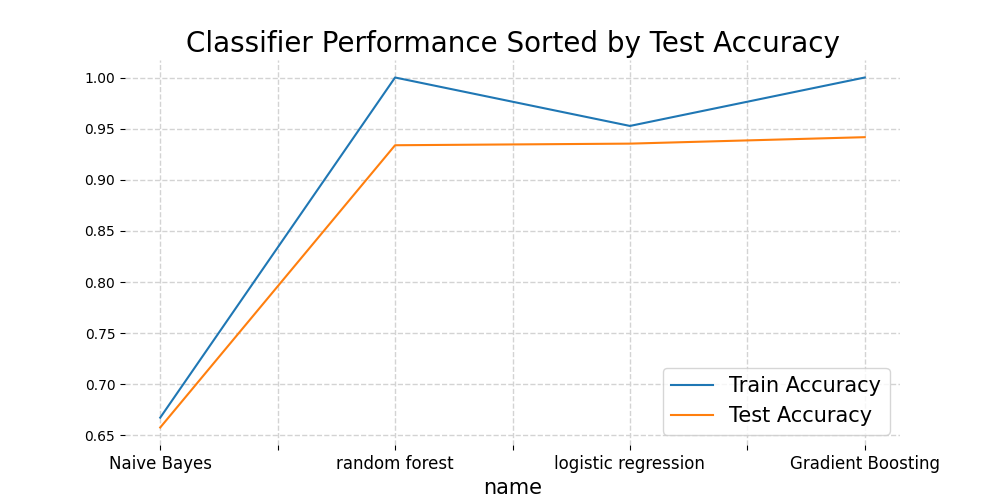 Classifier Performance Sorted by Test Accuracy
1.00
0.95
0.90
0.85
0.80
0.75
0.70
0.65
Train Accuracy
Test Accuracy
Naive Bayes random forest logistic regression Gradient Boosting
name